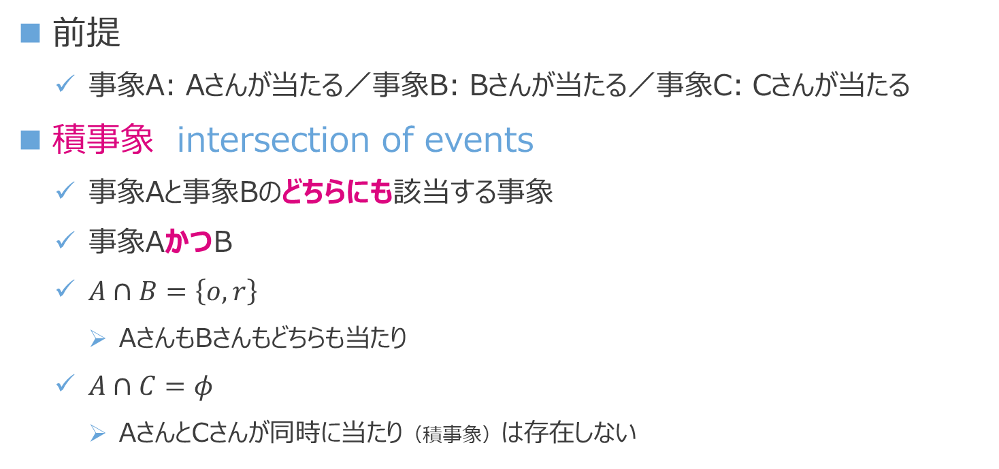 前提
事象A: Aさんが当たる／事象B: Bさんが当たる／事象C: Cさんが当たる
積事象 intersection of events
事象Aと事象Bのどちらにも該当する事象
事象AかつB
A ∩ B = {o, r}
AさんもBさんもどちらも当たり
A ∩ C = ϕ
AさんとCさんが同時に当たり（積事象）は存在しない